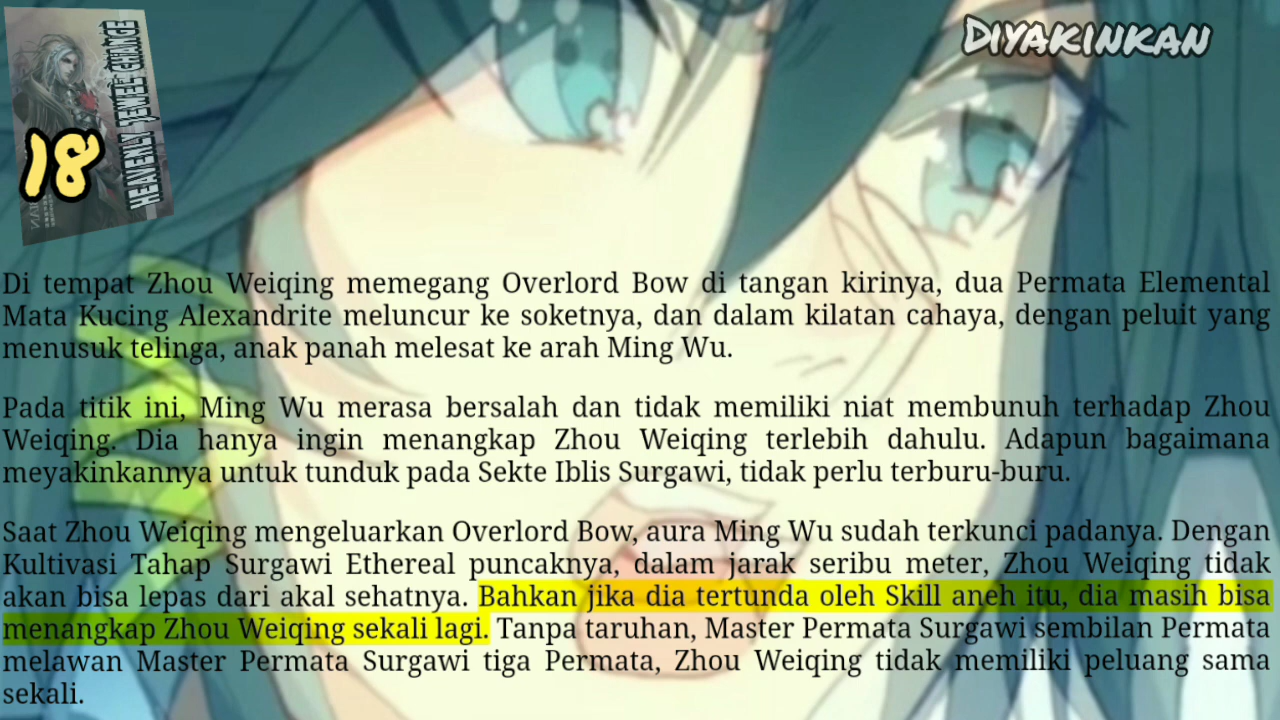 Diyakinkan
HEAVENLY JEWEL CHANGE
18
Di tempat Zhou Weiqing memegang Overlord Bow di tangan kirinya, dua Permata Elemental
Mata Kucing Alexandrite meluncur ke soketnya, dan dalam kilatan cahaya, dengan peluit yang
menusuk telinga, anak panah melesat ke arah Ming Wu.
Pada titik ini, Ming Wu merasa bersalah dan tidak memiliki niat membunuh terhadap Zhou
Weiqing. Dia hanya ingin menangkap Zhou Weiqing terlebih dahulu. Adapun bagaimana
meyakinkannya untuk tunduk pada Sekte Iblis Surgawi, tidak perlu terburu-buru.
Saat Zhou Weiqing mengeluarkan Overlord Bow, aura Ming Wu sudah terkunci padanya. Dengan
Kultivasi Tahap Surgawi Ethereal puncaknya, dalam jarak seribu meter, Zhou Weiqing tidak
akan bisa lepas dari akal sehatnya. Bahkan jika dia tertunda oleh Skill aneh itu, dia masih bisa
menangkap Zhou Weiqing sekali lagi. Tanpa taruhan, Master Permata Surgawi sembilan Permata
melawan Master Permata Surgawi tiga Permata, Zhou Weiqing tidak memiliki peluang sama
sekali.